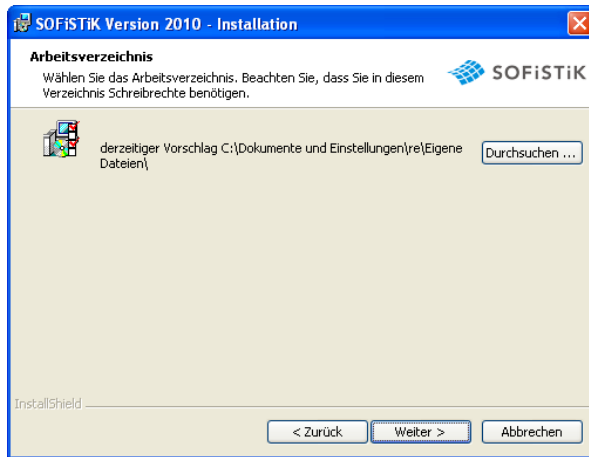 SOFiSTiK Version 2010 - Installation
Arbeitsverzeichnis
Wählen Sie das Arbeitsverzeichnis. Beachten Sie, dass Sie in diesem
Verzeichnis Schreibrechte benötigen.
SOFiSTiK
derzeitiger Vorschlag C:\Dokumente und Einstellungen\re\Eigene
Dateien\
Durchsuchen ...
InstallShield
< Zurück
Weiter >
Abbrechen